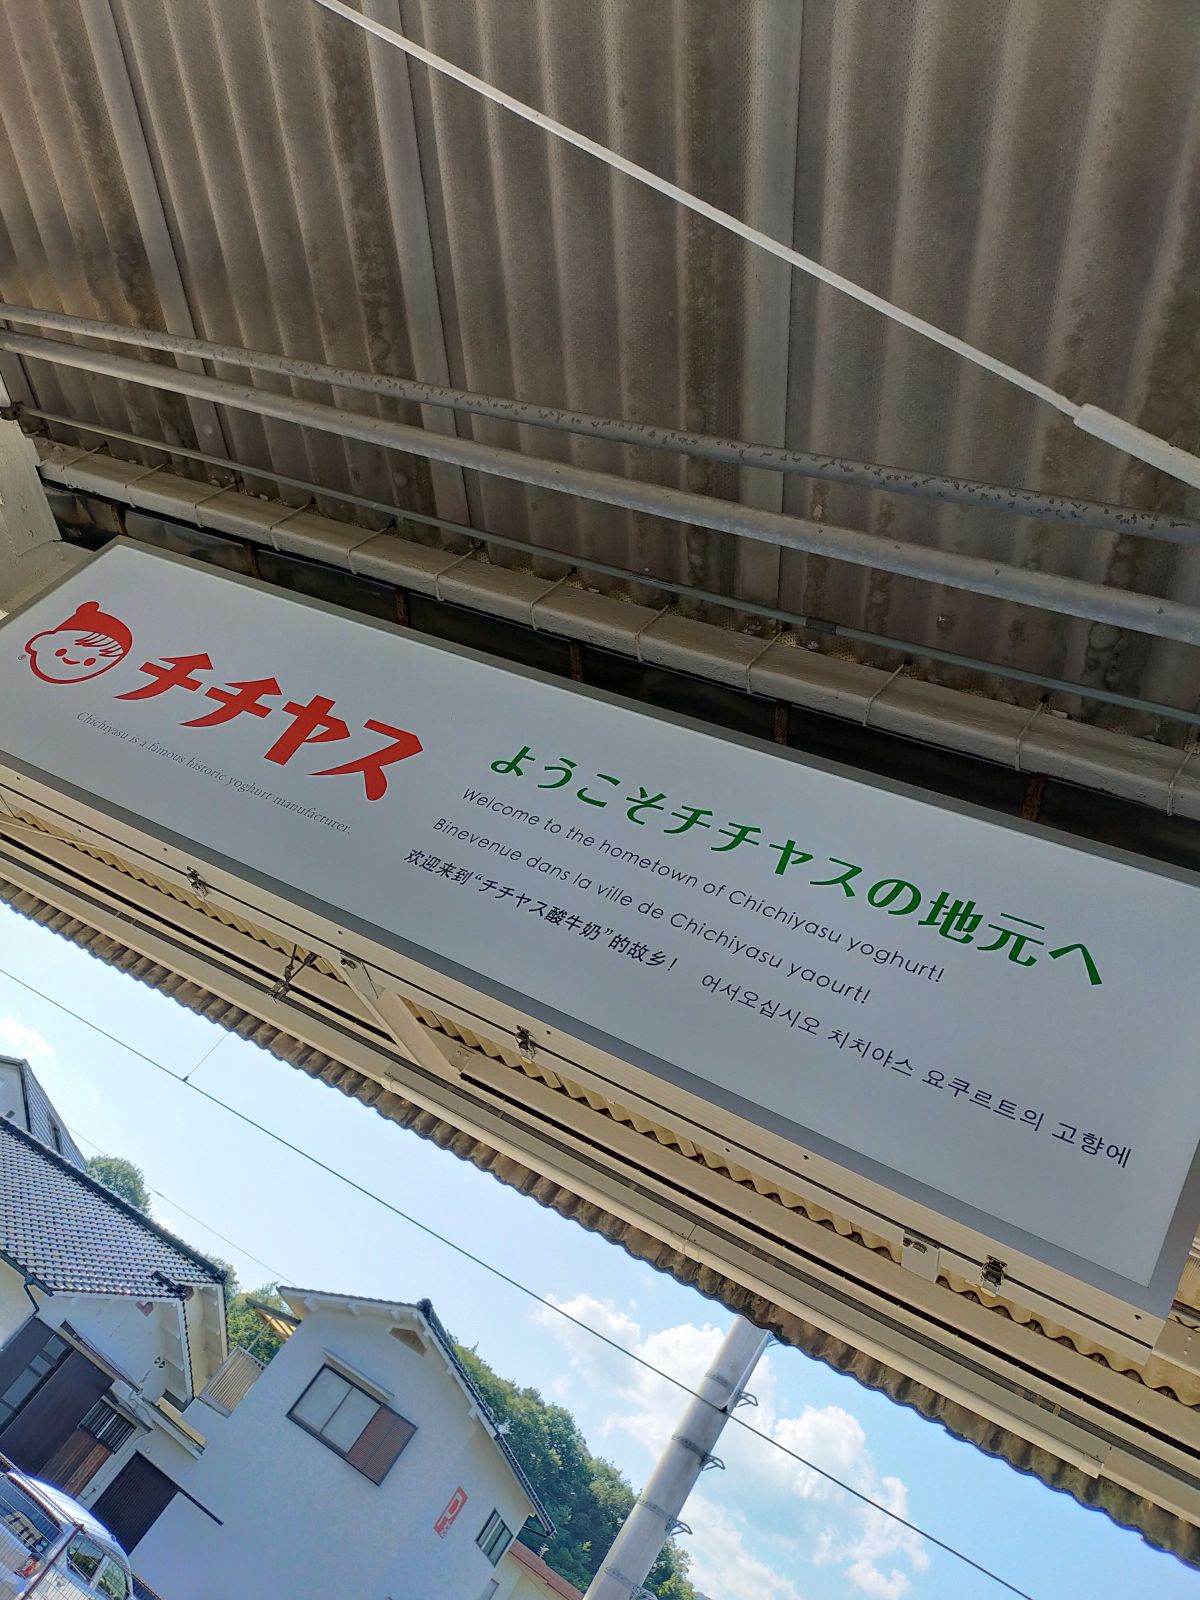 チチヤス
Chichiyasu is a famous historic yoghurt manufacturer.
ようこそチチヤスの地元へ
Welcome to the hometown of Chichiyasu yoghurt!
Binevenue dans la ville de Chichiyasu yaourt!
欢迎来到“チチヤス酸牛奶”的故乡! 어서오십시오 치치야스 요쿠르트의 고향에